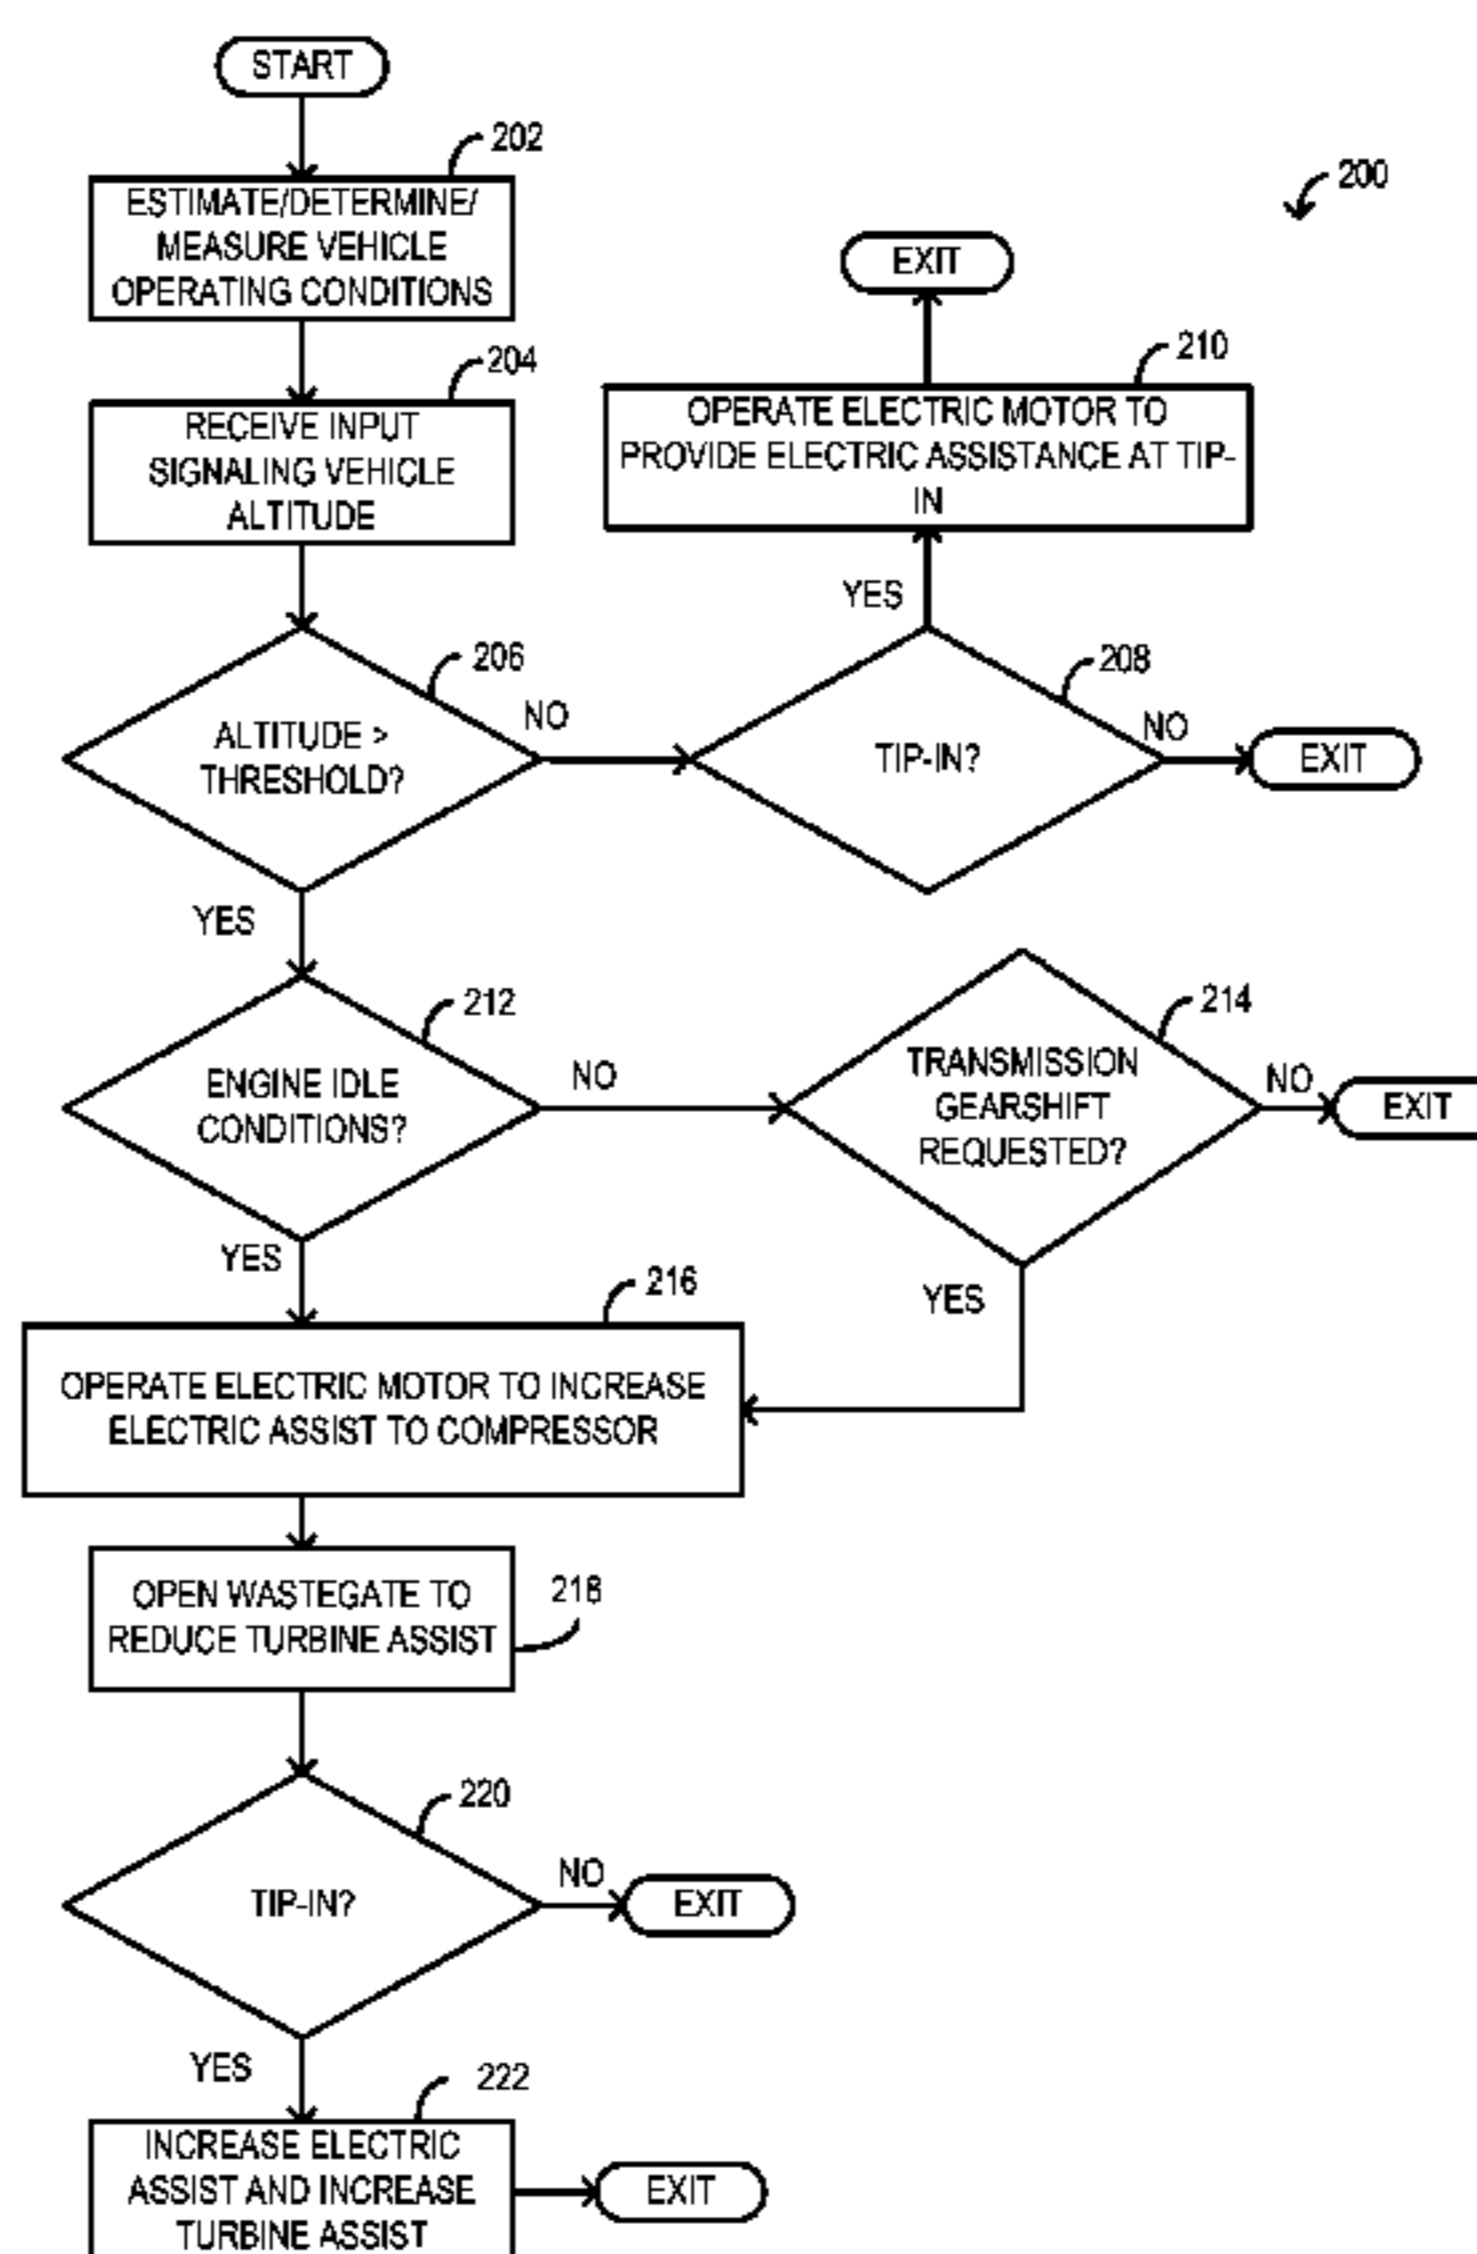 START
202
ESTIMATE/DETERMINE/
MEASURE VEHICLE
OPERATING CONDITIONS
200
EXIT
204
RECEIVE INPUT
SIGNALING VEHICLE
ALTITUDE
210
OPERATE ELECTRIC MOTOR TO
PROVIDE ELECTRIC ASSISTANCE AT TIP-
IN
YES
206
ALTITUDE >
THRESHOLD?
NO
208
TIP-IN?
NO
EXIT
YES
212
ENGINE IDLE
CONDITIONS?
NO
214
TRANSMISSION
GEARSHIFT
REQUESTED?
NO
EXIT
YES
YES
216
OPERATE ELECTRIC MOTOR TO INCREASE
ELECTRIC ASSIST TO COMPRESSOR
OPEN WASTEGATE TO
REDUCE TURBINE ASSIST
218
220
TIP-IN?
NO
EXIT
YES
222
INCREASE ELECTRIC
ASSIST AND INCREASE
TURBINE ASSIST
EXIT